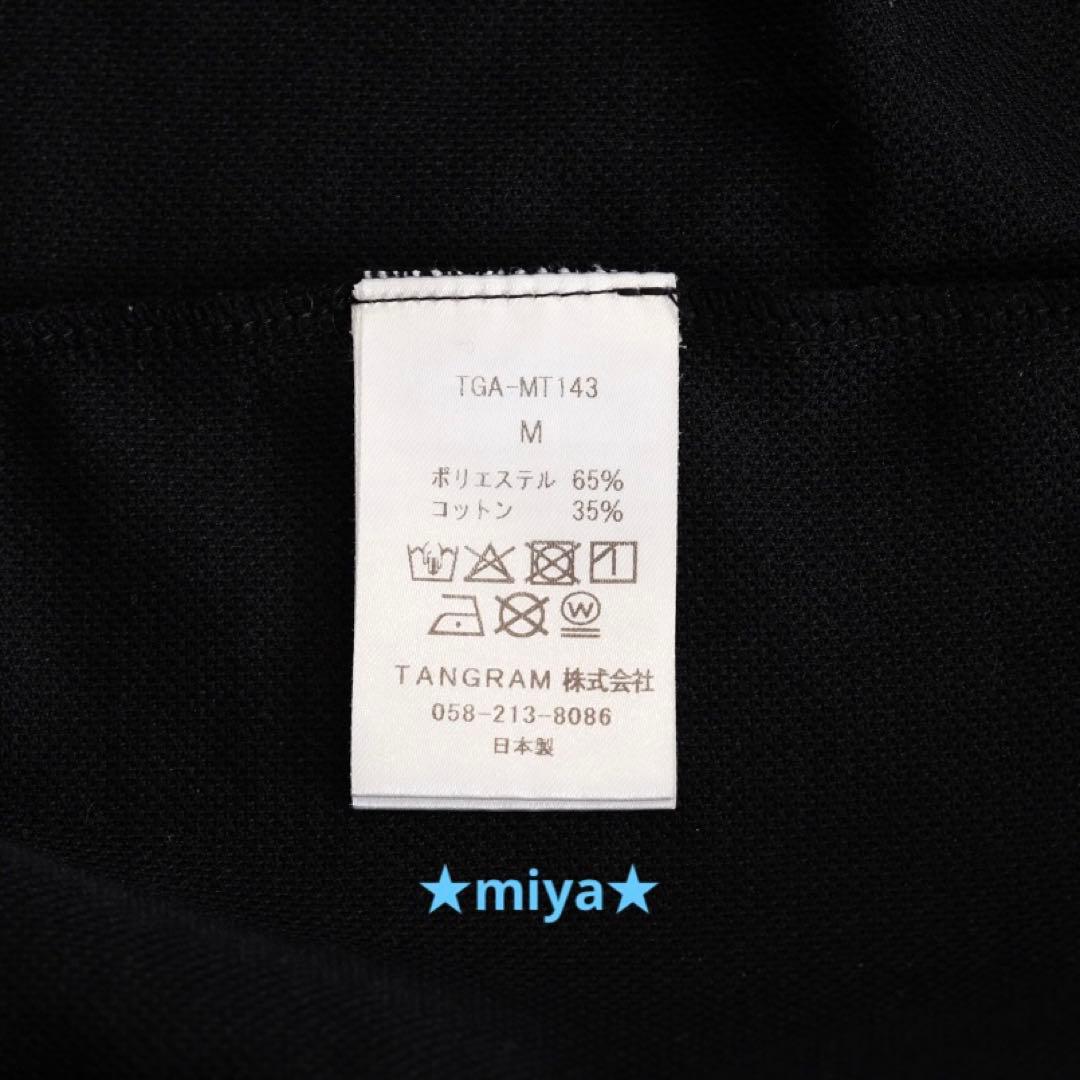 TGA-MT143
M
ポリエステル 65%
コットン 35%
TANGRAM 株式会社
058-213-8086
日本製
★miya★